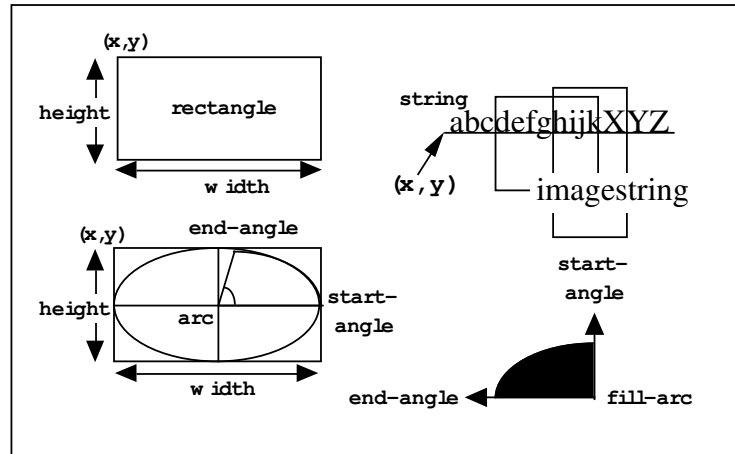 (x,y)
height
rectangle
w idth
string
abcdefghijkXYZ
(x,y)
imagestring
(x,y)
end-angle
height
arc
start-
angle
w idth
start-
angle
end-angle
fill-arc